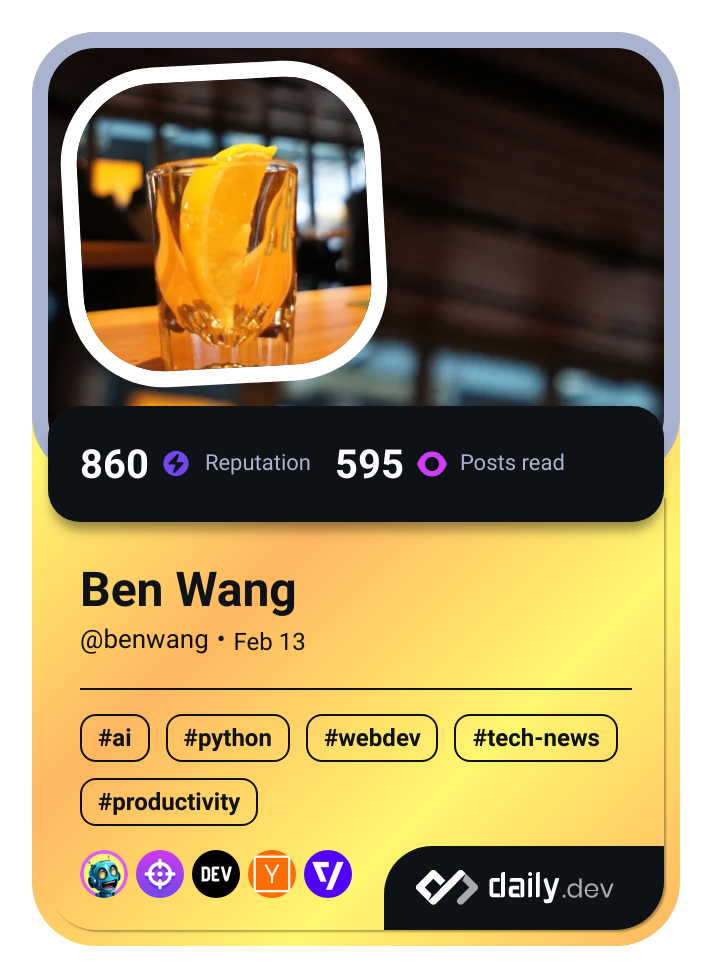 860 Reputation 595 Posts read
Ben Wang
@benwang • Feb 13
#ai #python #webdev #tech-news
#productivity
DEV Y daily.dev